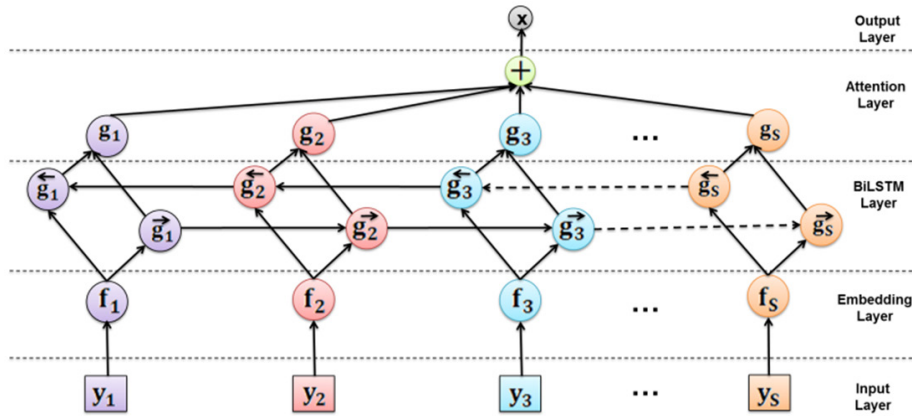 x
Output
Layer
+
Attention
Layer
g₁ g₂ g₃ ... gₛ
g⃖₁ g⃖₂ g⃖₃ g⃖ₛ
BiLSTM
Layer
g⃗₁ g⃗₂ g⃗₃ g⃗ₛ
f₁ f₂ f₃ ... fₛ
Embedding
Layer
y₁ y₂ y₃ ... yₛ
Input
Layer